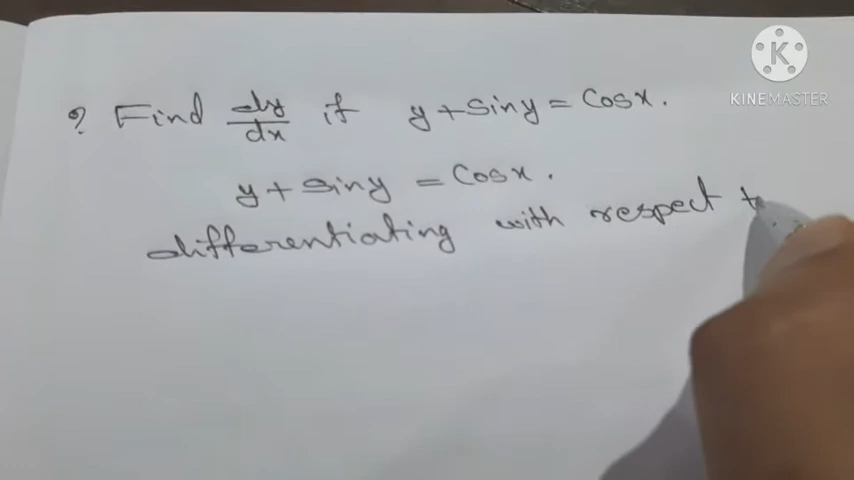 KINEMASTER
? Find dy/dx if y + siny = Cosx.
y + siny = Cosx.
differentiating with respect t